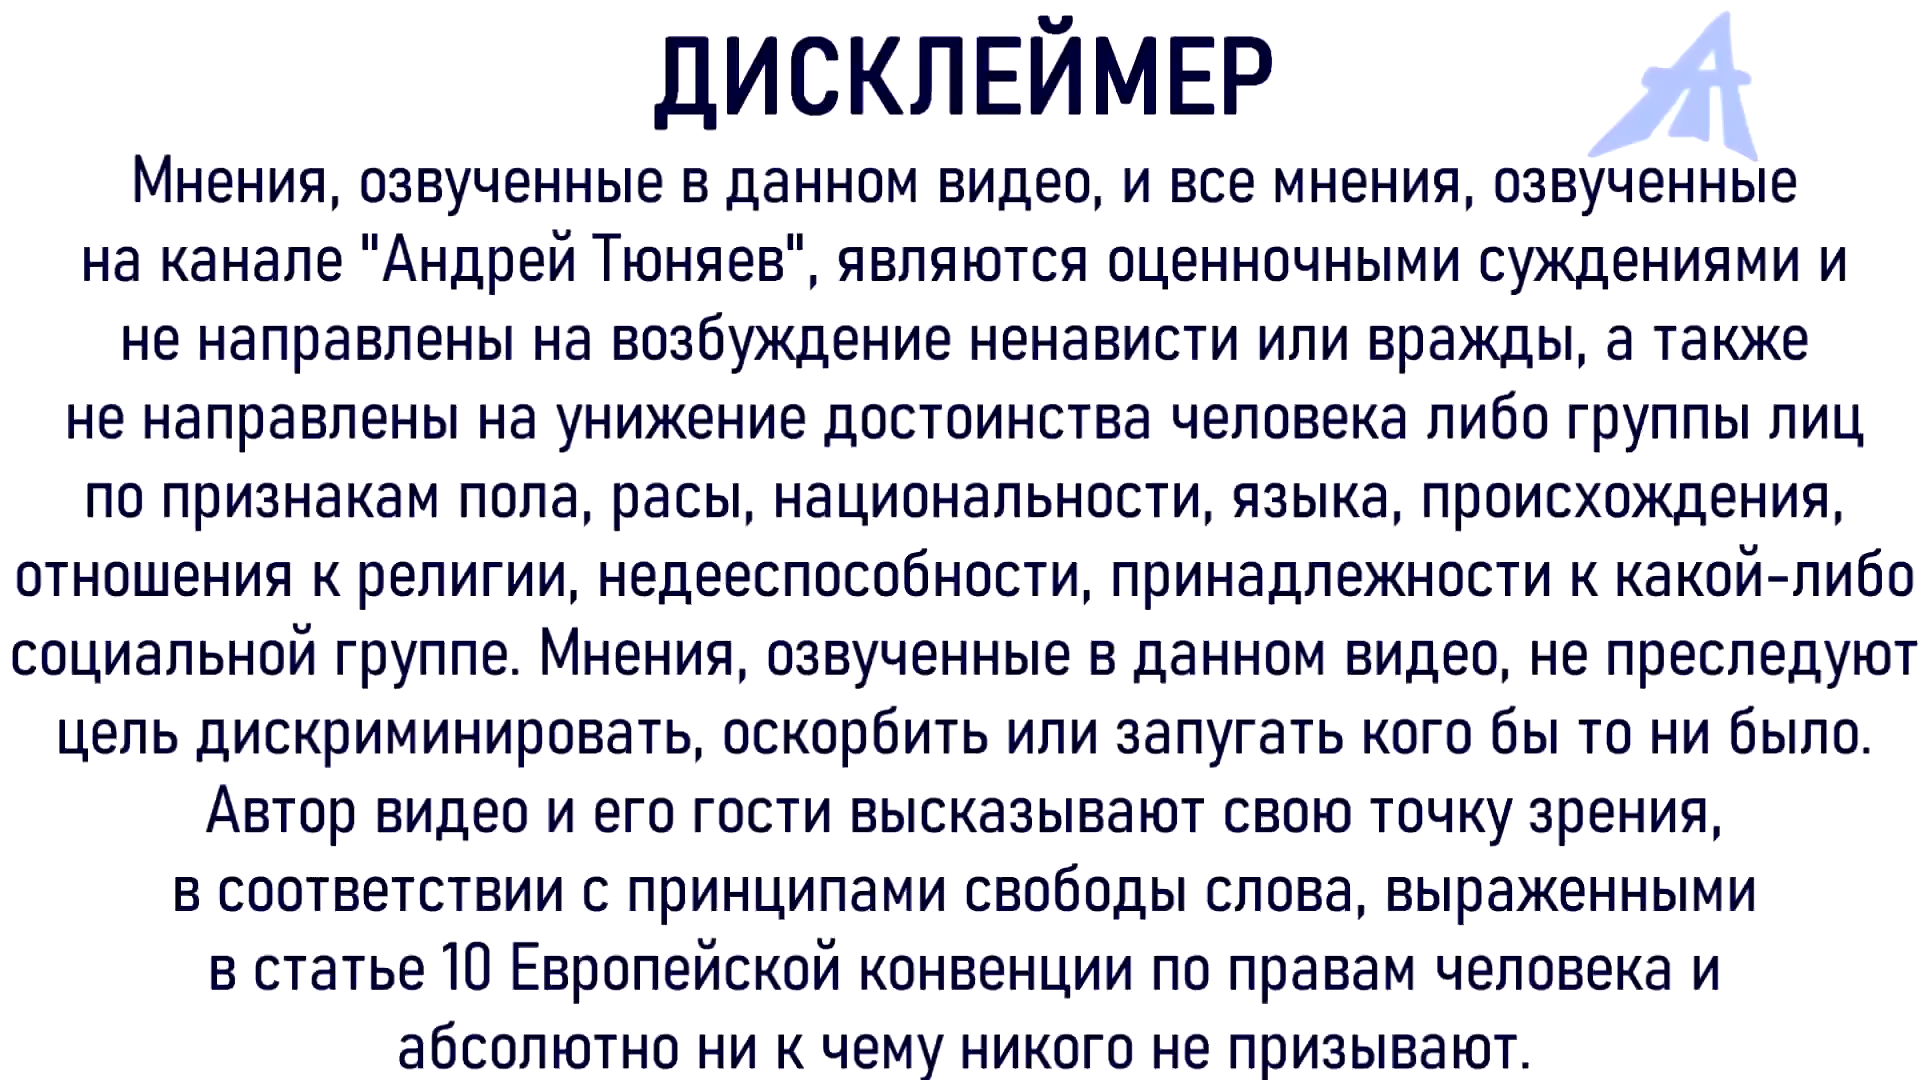 ДИСКЛЕЙМЕР
Мнения, озвученные в данном видео, и все мнения, озвученные
на канале "Андрей Тюняев", являются оценночными суждениями и
не направлены на возбуждение ненависти или вражды, а также
не направлены на унижение достоинства человека либо группы лиц
по признакам пола, расы, национальности, языка, происхождения,
отношения к религии, недееспособности, принадлежности к какой-либо
социальной группе. Мнения, озвученные в данном видео, не преследуют
цель дискриминировать, оскорбить или запугать кого бы то ни было.
Автор видео и его гости высказывают свою точку зрения,
в соответствии с принципами свободы слова, выраженными
в статье 10 Европейской конвенции по правам человека и
абсолютно ни к чему никого не призывают.